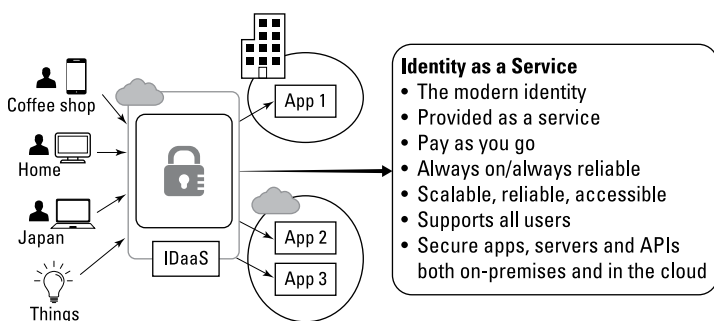 Coffee shop
Home
Japan
Things
IDaaS
App 1
App 2
App 3
Identity as a Service
• The modern identity
• Provided as a service
• Pay as you go
• Always on/always reliable
• Scalable, reliable, accessible
• Supports all users
• Secure apps, servers and APIs
both on-premises and in the cloud